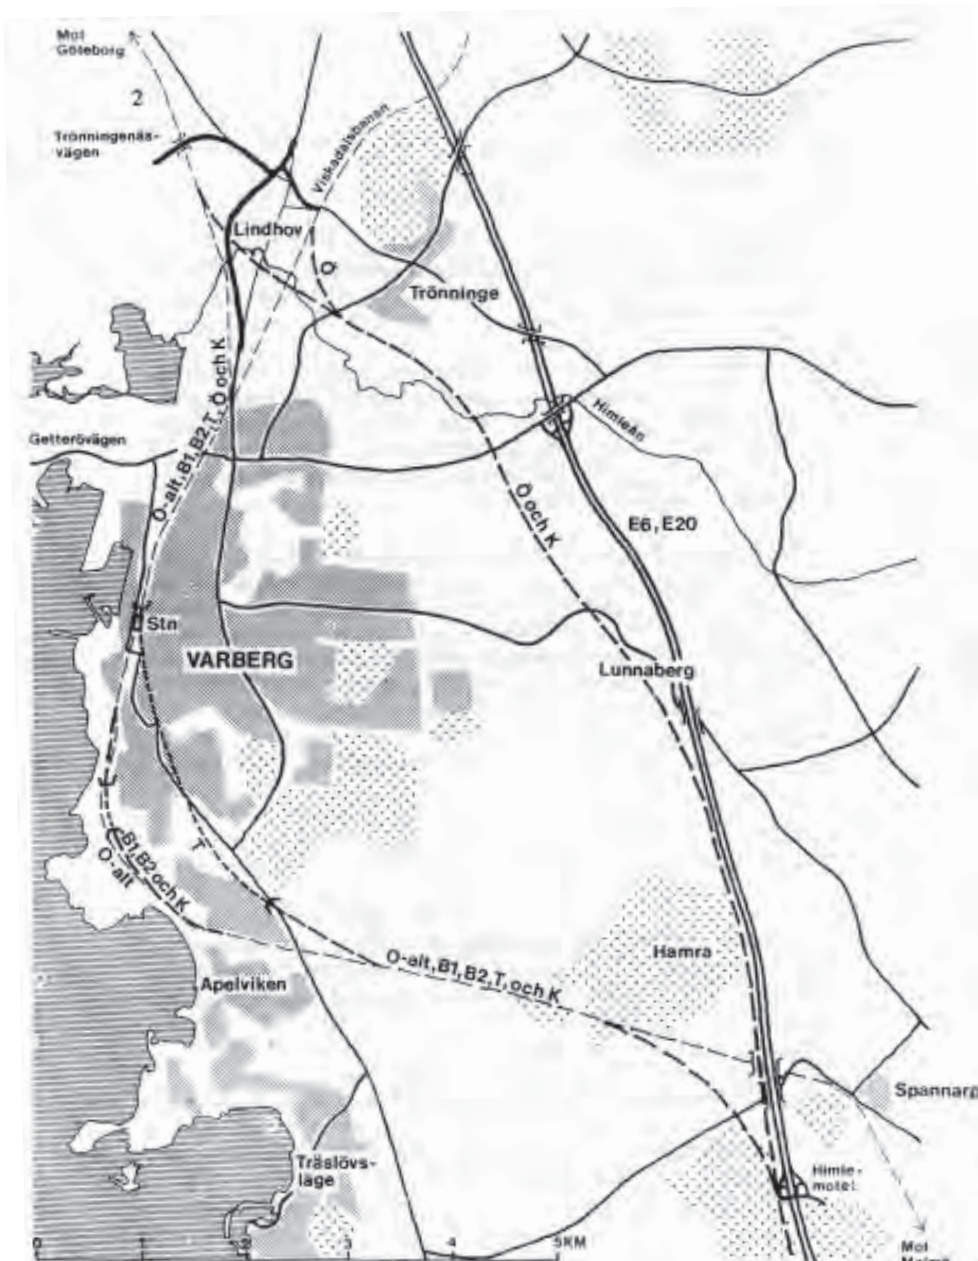 Mot
Göteborg
2
Trönningenäs-
vägen
Viskadalsbanan
Lindhov
Ö
Trönninge
O-alt, B1, B2, T, Ö och K
Himleån
Getterövägen
Ö och K
E6, E20
Stn
VARBERG
Lunnaberg
T
B1, B2 och K
O-alt
Hamra
O-alt, B1, B2, T, och K
Apelviken
Spannarp
Träslövs-
läge
Himle-
motel
0 1 2 3 4 5KM
Mot